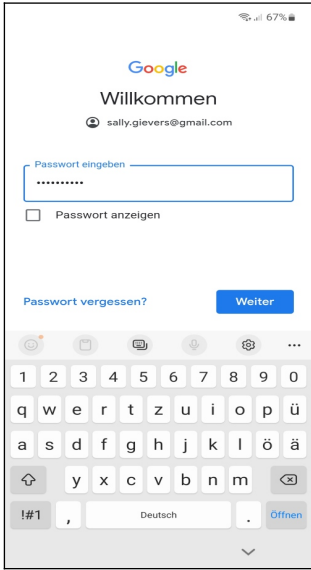 67%
Google
Willkommen
sally.gievers@gmail.com
Passwort eingeben
••••••••••
Passwort anzeigen
Passwort vergessen?
Weiter
1 2 3 4 5 6 7 8 9 0
q w e r t z u i o p ü
a s d f g h j k l ö ä
y x c v b n m
!#1 , Deutsch . Öffnen